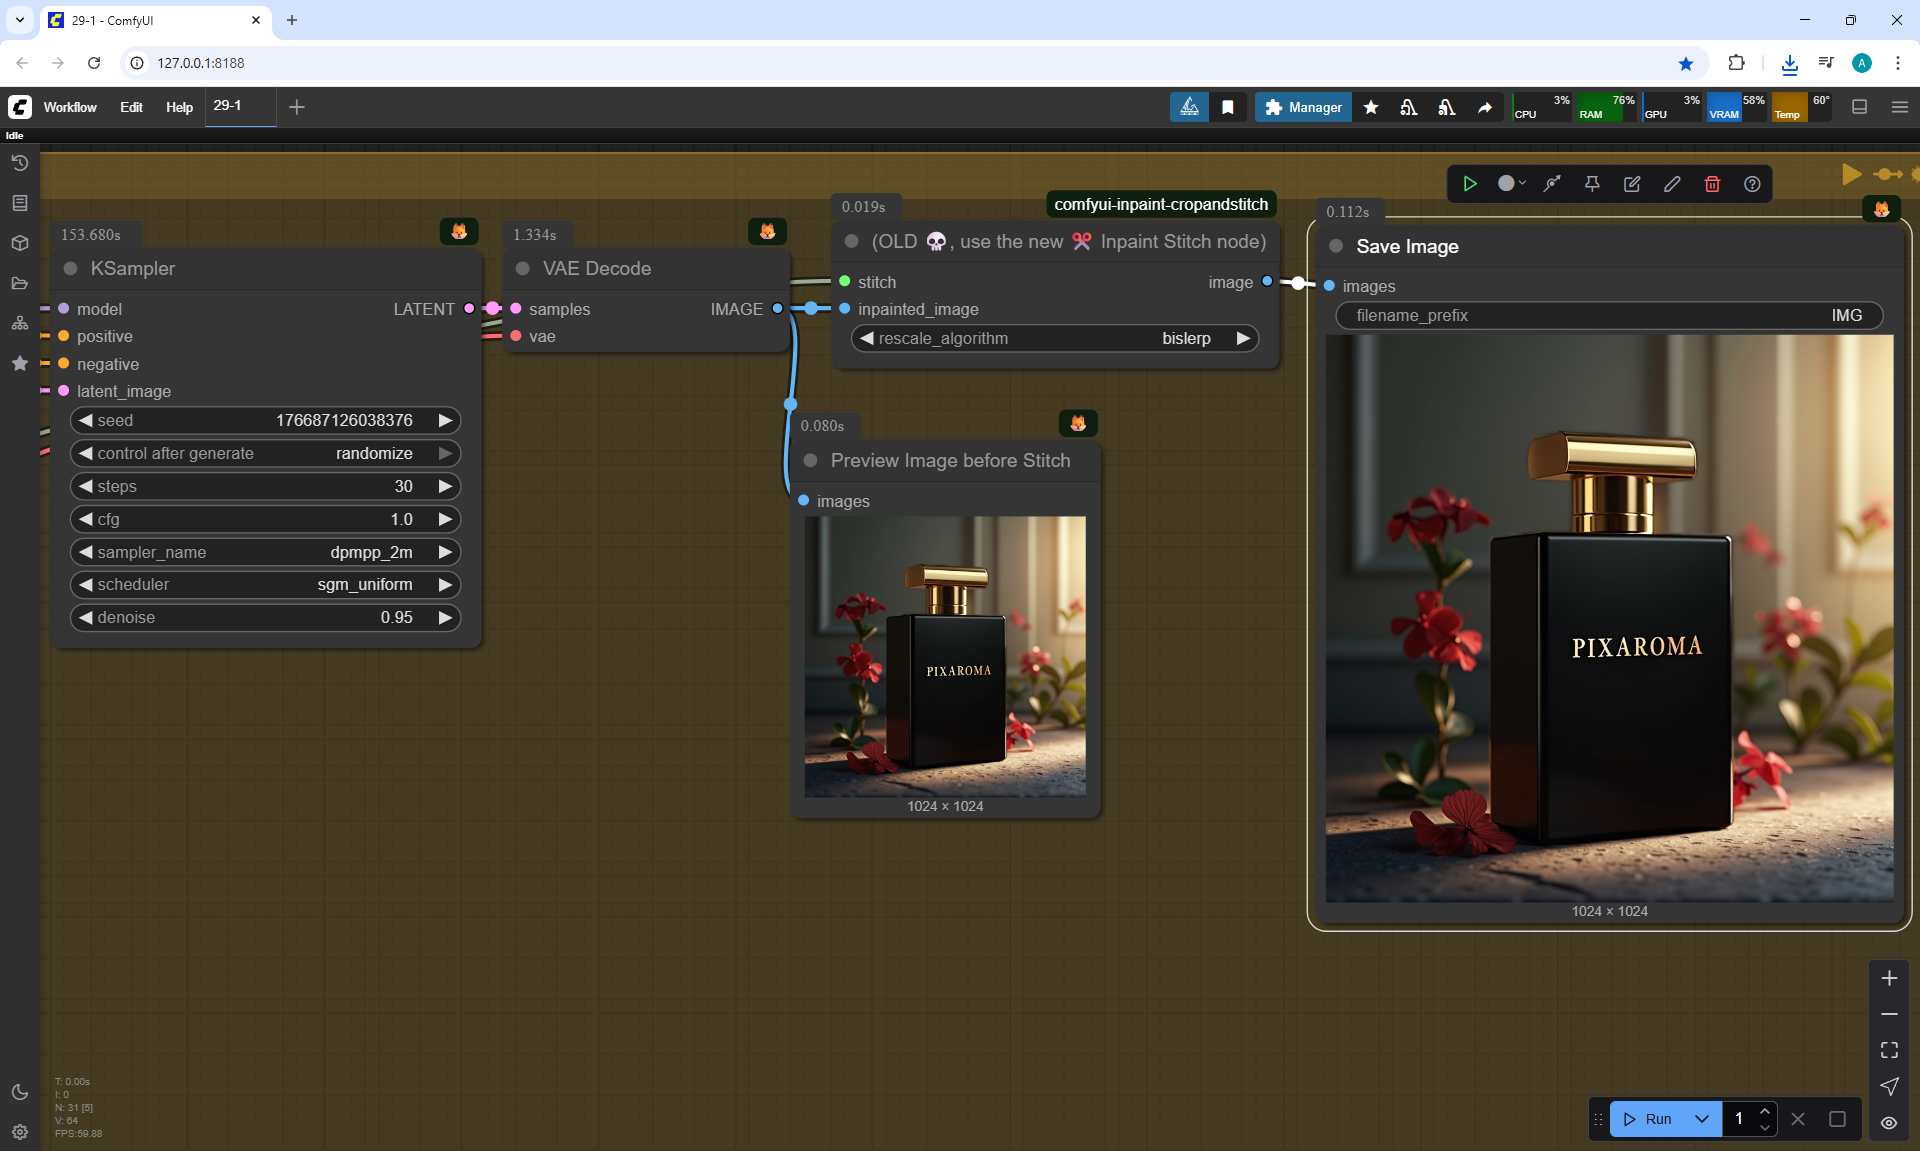 29-1 - ComfyUI
127.0.0.1:8188
Workflow Edit Help 29-1
Manager
CPU 3% RAM 76% GPU 3% VRAM 58% Temp 60°
Idle
153.680s
KSampler
model LATENT
positive
negative
latent_image
seed 176687126038376
control after generate randomize
steps 30
cfg 1.0
sampler_name dpmpp_2m
scheduler sgm_uniform
denoise 0.95
1.334s
VAE Decode
samples IMAGE
vae
0.019s
comfyui-inpaint-cropandstitch
(OLD 💀, use the new ✂️ Inpaint Stitch node)
stitch image
inpainted_image
rescale_algorithm bislerp
0.080s
Preview Image before Stitch
images
PIXAROMA
1024 × 1024
0.112s
Save Image
images
filename_prefix IMG
PIXAROMA
1024 × 1024
T: 0.00s
I: 0
N: 31 [5]
V: 64
FPS:59.88
Run 1
A